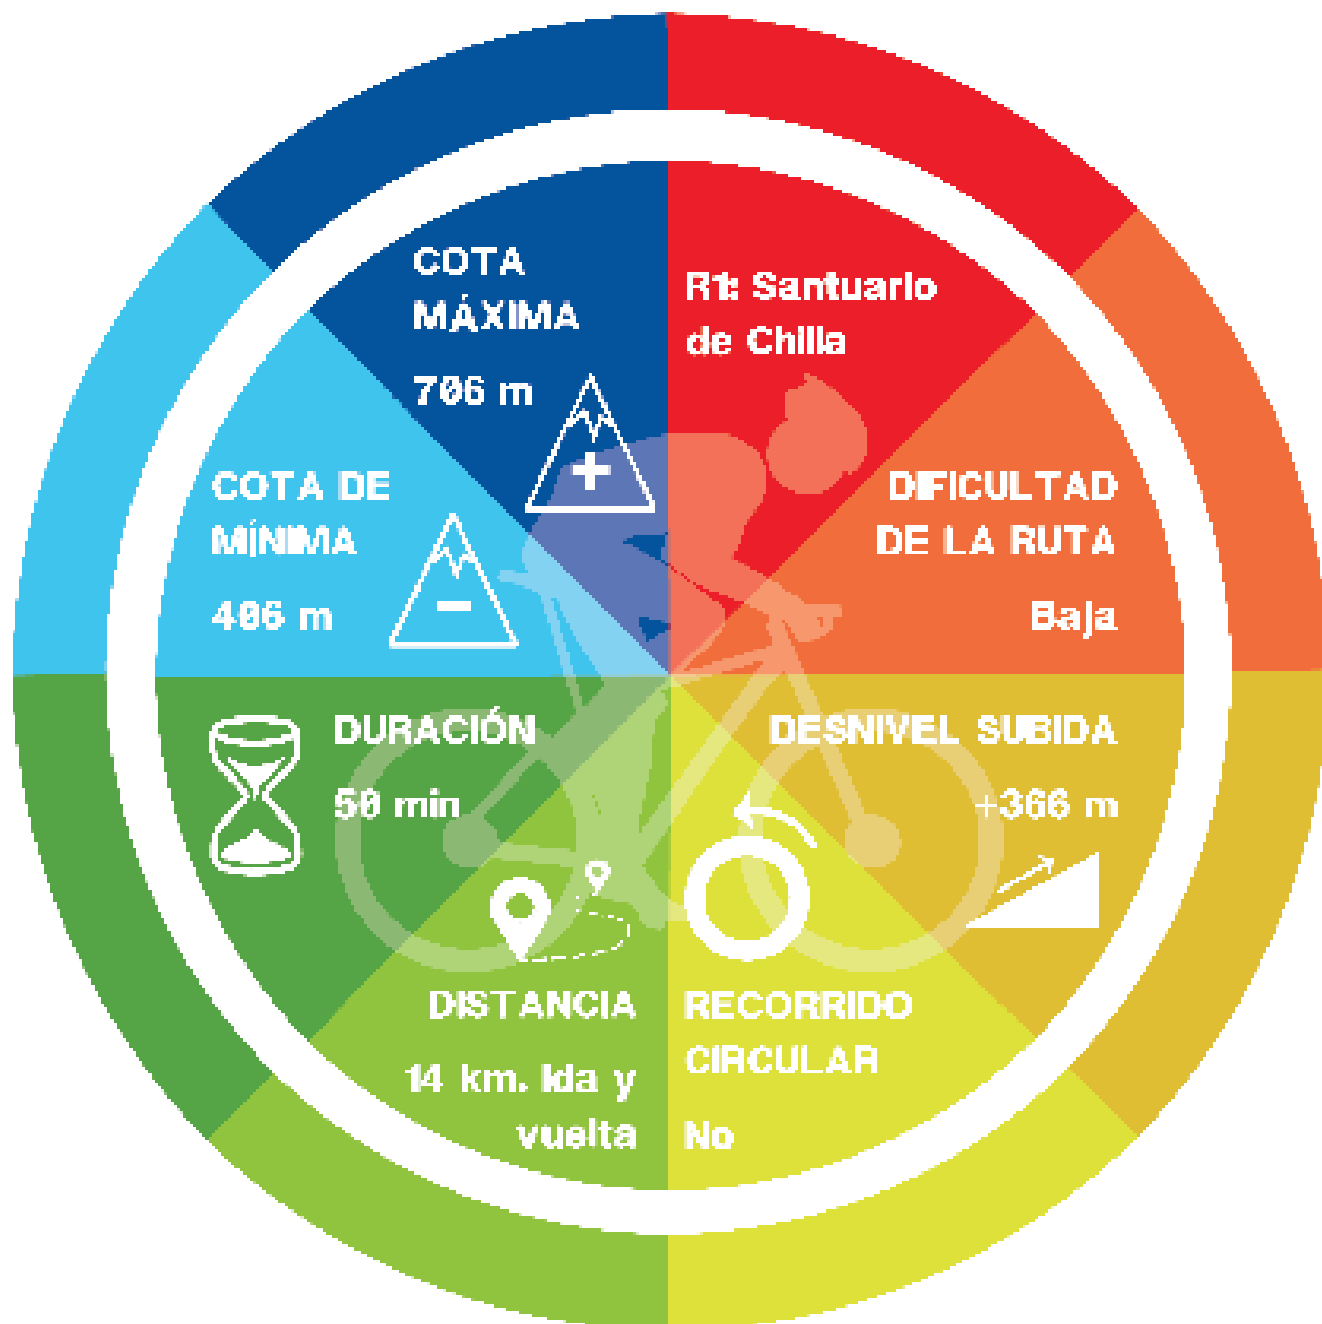 COTA
MÁXIMA
706 m
R1: Santuario
de Chilla
COTA DE
MÍNIMA
406 m
DIFICULTAD
DE LA RUTA
Baja
DURACIÓN
50 min
DESNIVEL SUBIDA
+366 m
DISTANCIA
14 km. Ida y
vuelta
RECORRIDO
CIRCULAR
No